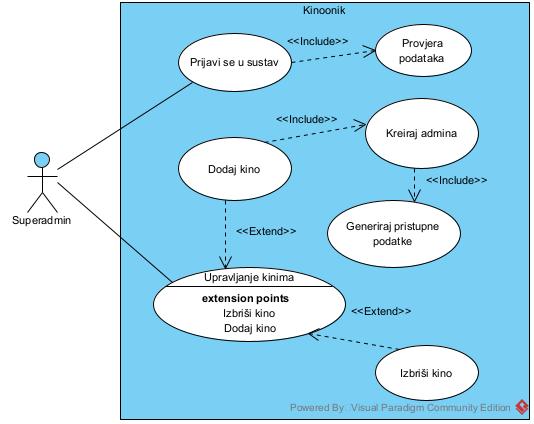 Kinoonik
<<Include>>
Prijavi se u sustav
Provjera
podataka
<<Include>>
Kreiraj admina
Dodaj kino
<<Include>>
Superadmin
Generiraj pristupne
podatke
<<Extend>>
Upravljanje kinima
extension points
Izbriši kino
Dodaj kino
<<Extend>>
Izbriši kino
Powered By: Visual Paradigm Community Edition